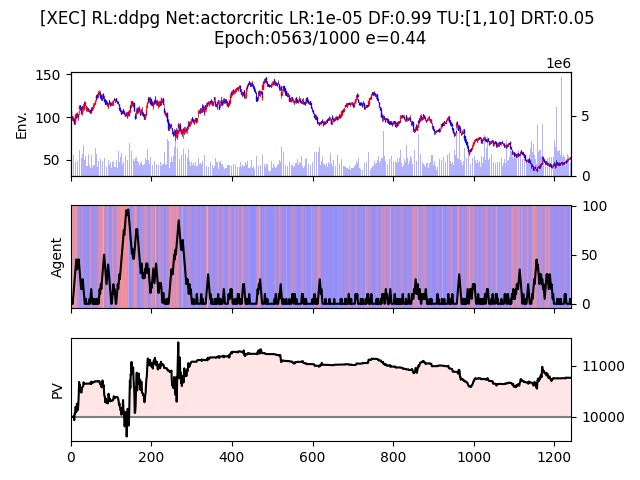 [XEC] RL:ddpg Net:actorcritic LR:1e-05 DF:0.99 TU:[1,10] DRT:0.05
Epoch:0563/1000 e=0.44
1e6
150
100
50
Env.
5
0
Agent
100
50
0
PV
11000
10000
0 200 400 600 800 1000 1200